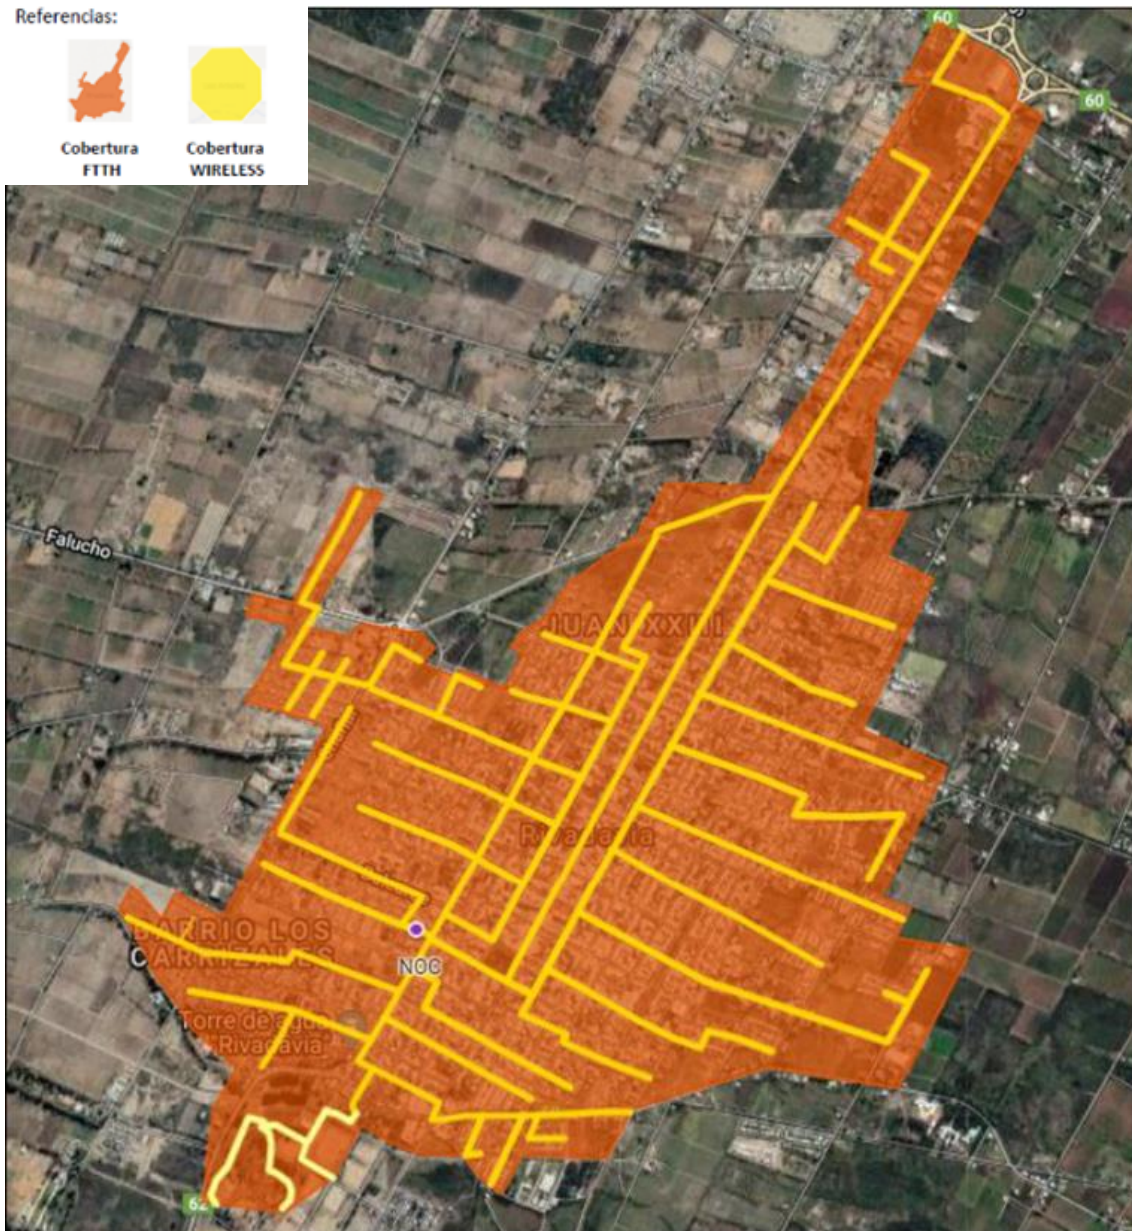 Referencias:
Cobertura
FTTH
Cobertura
WIRELESS
60
60
Falucho
JUAN XXIII
Rivadavia
BARRIO LOS
CARRIZALES
NOC
Torre de agua
Rivadavia
62